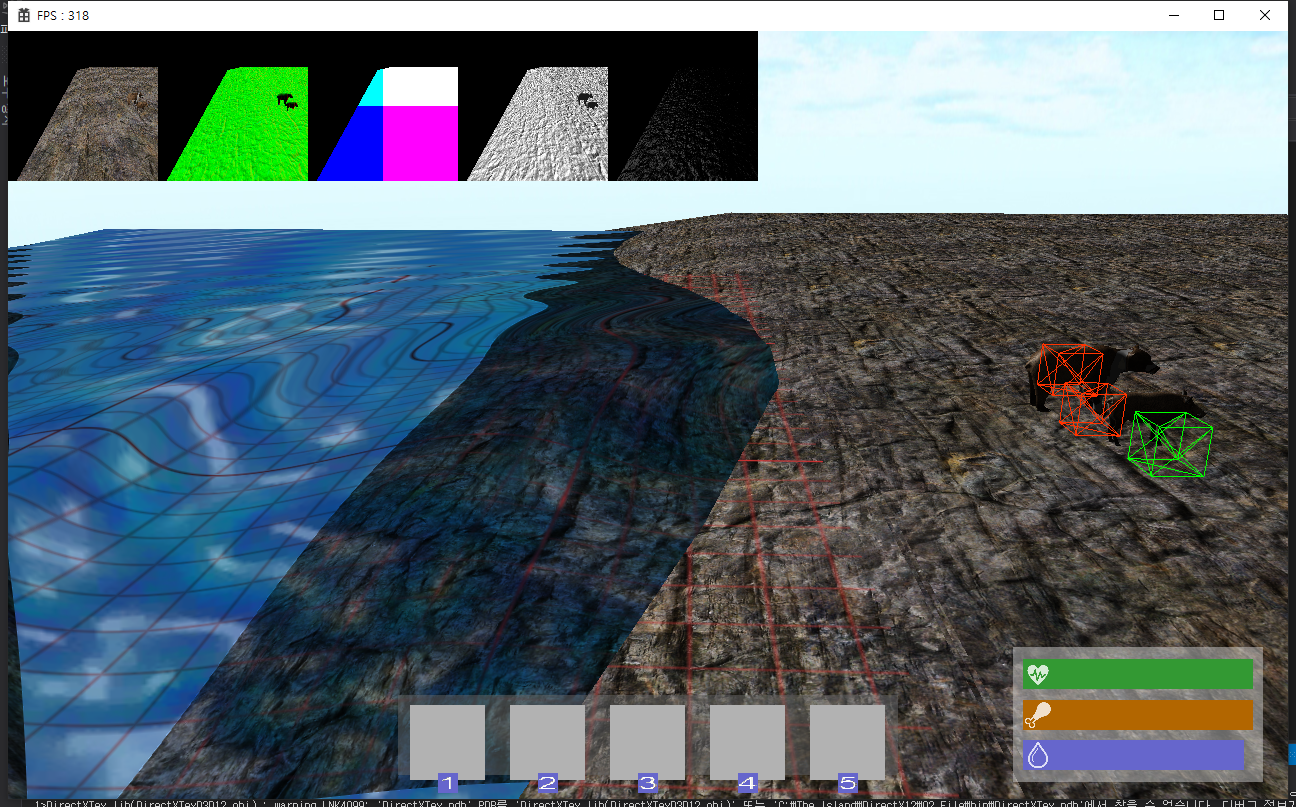 FPS : 318
1
2
3
4
5
1>DirectXTex.lib(DirectXTexD3D12.obj) : warning LNK4099: 'DirectXTex.pdb' PDB를 'DirectXTex.lib(DirectXTexD3D12.obj)' 또는 'C:\The_Island\DirectX12\02_File\bin\DirectXTex.pdb'에서 찾을 수 없습니다. 디버그 정보가